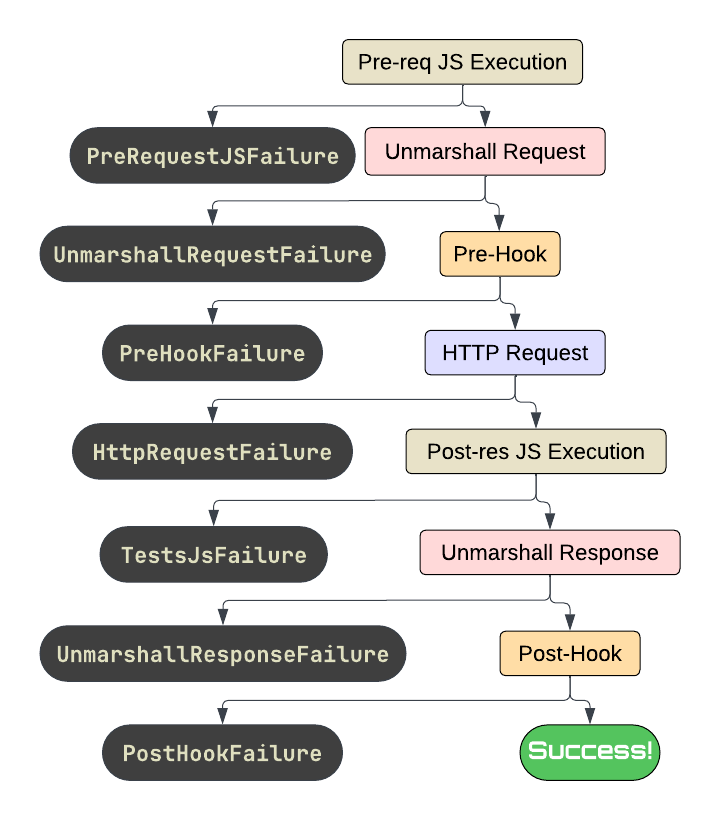 Pre-req JS Execution
PreRequestJSFailure
Unmarshall Request
UnmarshallRequestFailure
Pre-Hook
PreHookFailure
HTTP Request
HttpRequestFailure
Post-res JS Execution
TestsJsFailure
Unmarshall Response
UnmarshallResponseFailure
Post-Hook
PostHookFailure
Success!